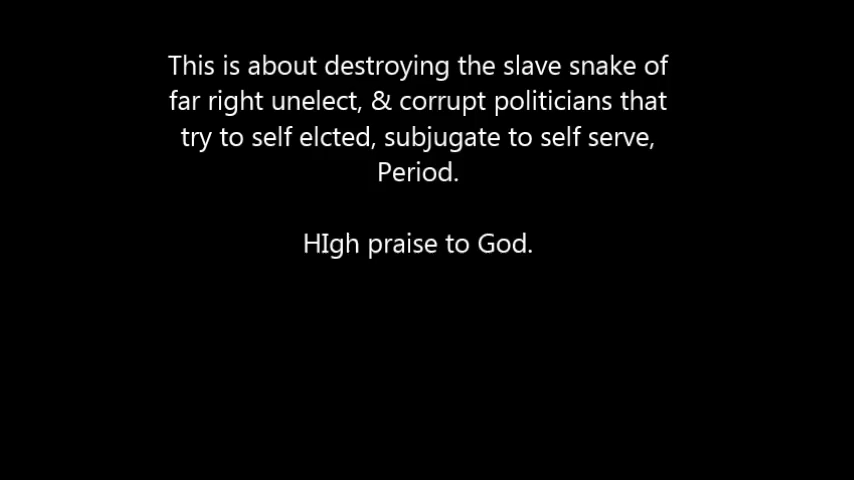 This is about destroying the slave snake of
far right unelect, & corrupt politicians that
try to self elcted, subjugate to self serve,
Period.
HIgh praise to God.